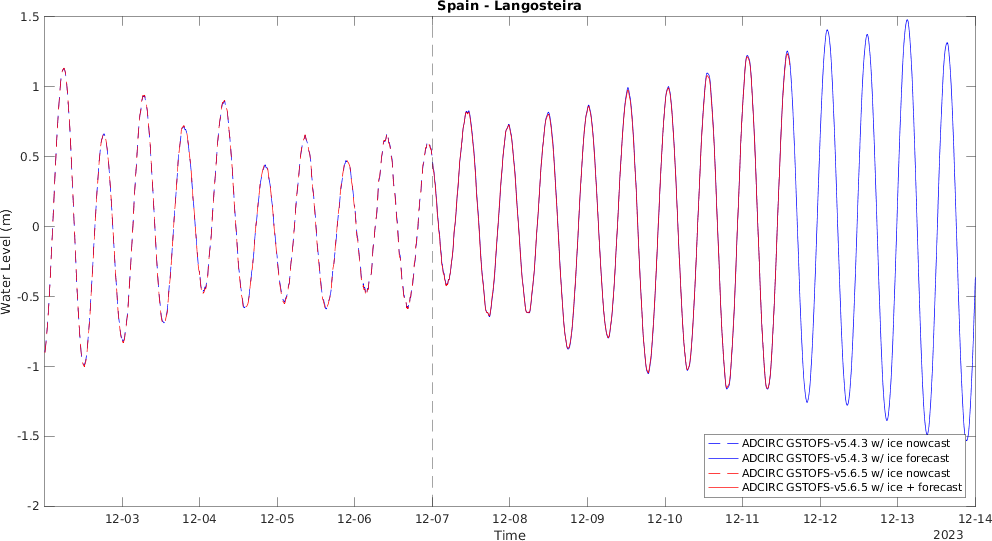 Spain - Langosteira
1.5
1
0.5
0
-0.5
-1
-1.5
-2
Water Level (m)
12-03 12-04 12-05 12-06 12-07 12-08 12-09 12-10 12-11 12-12 12-13 12-14
Time
2023
ADCIRC GSTOFS-v5.4.3 w/ ice nowcast
ADCIRC GSTOFS-v5.4.3 w/ ice forecast
ADCIRC GSTOFS-v5.6.5 w/ ice nowcast
ADCIRC GSTOFS-v5.6.5 w/ ice + forecast